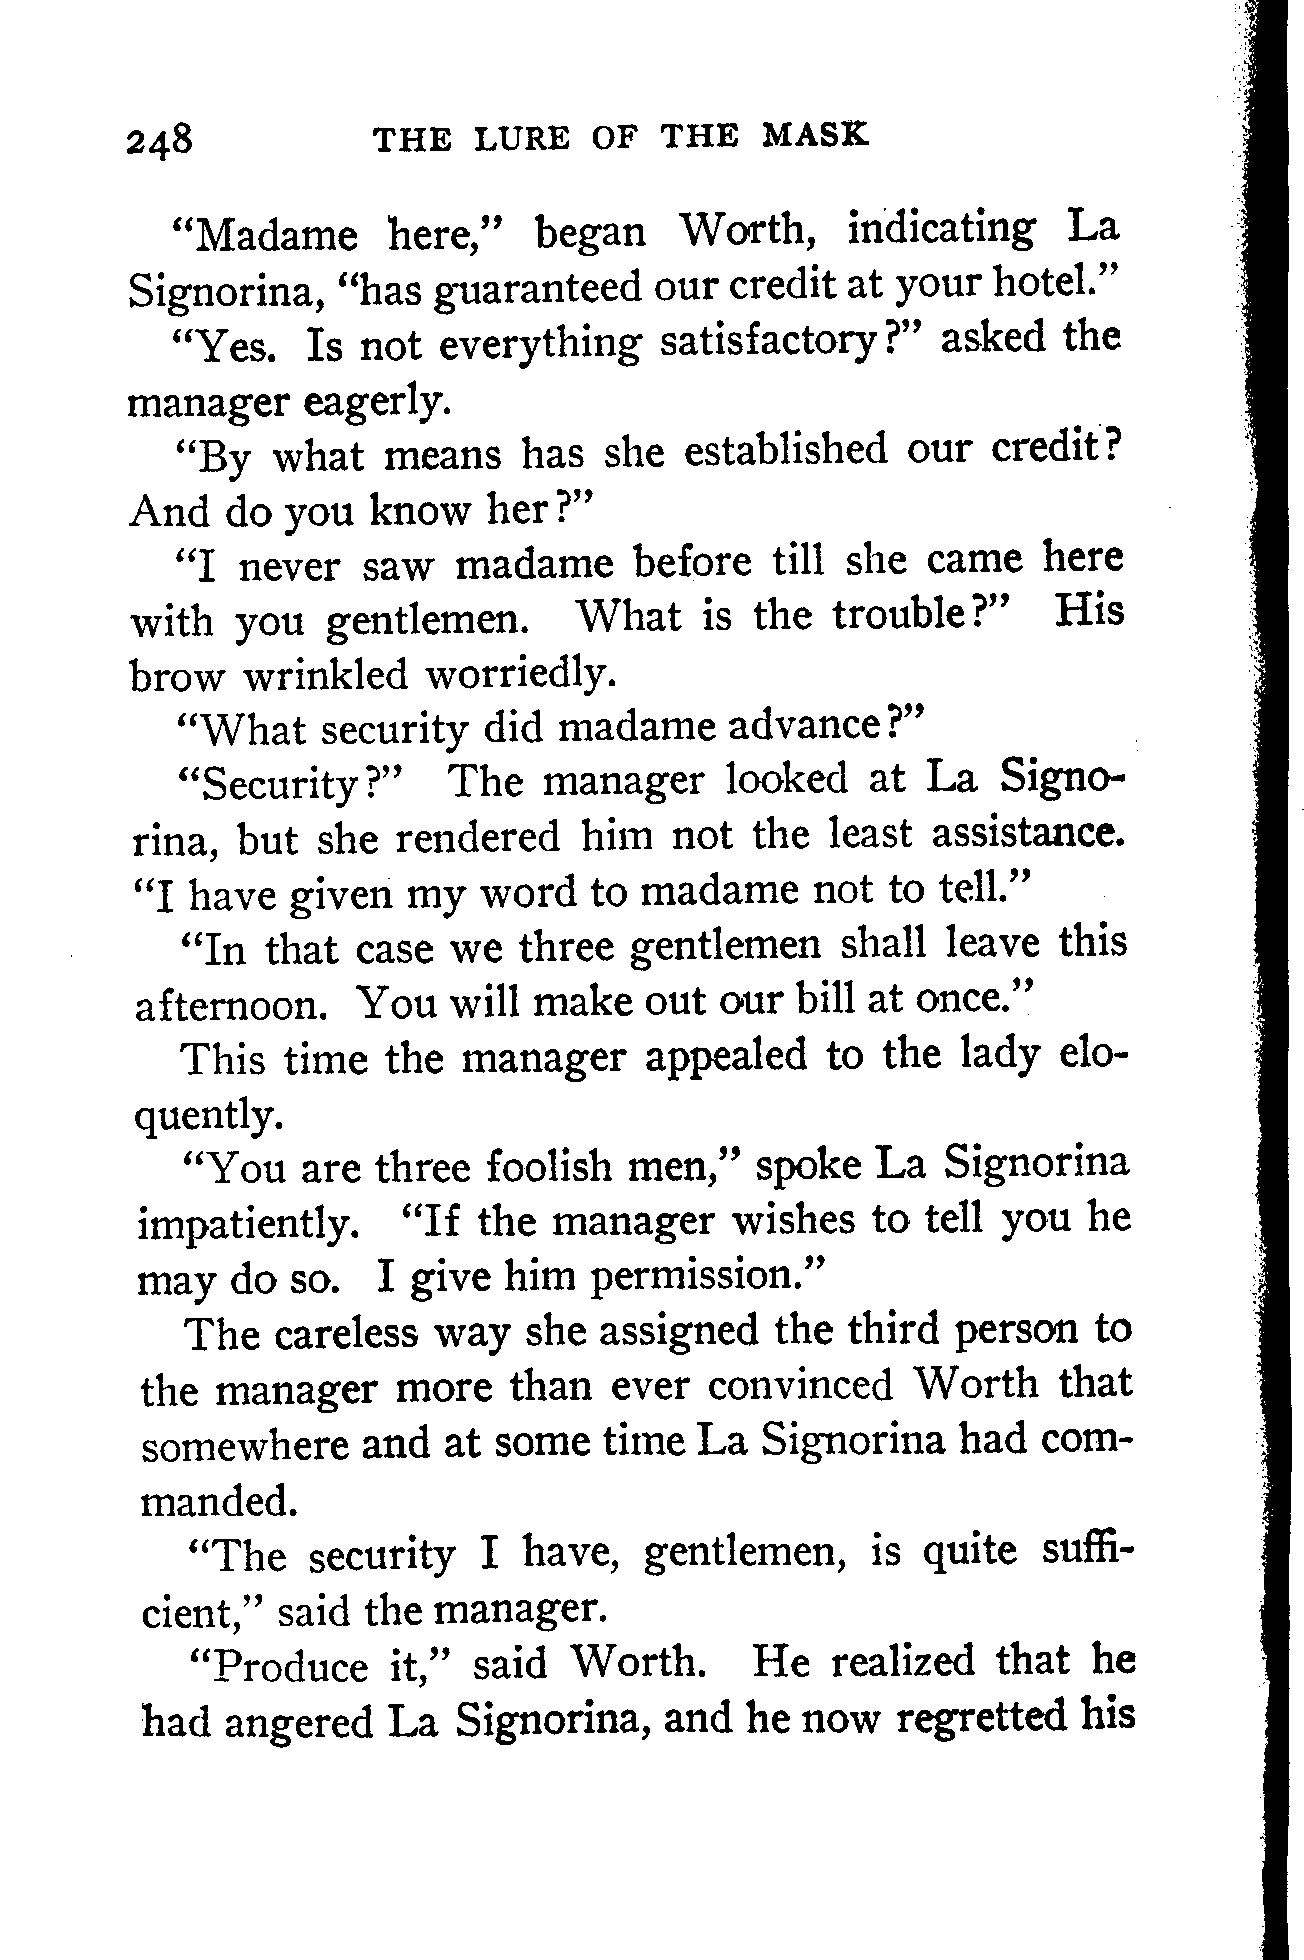 248 THE LURE OF THE MASK
“Madame here,” began Worth, indicating La
Signorina, “has guaranteed our credit at your hotel.”
“Yes. Is not everything satisfactory?” asked the
manager eagerly.
“By what means has she established our credit?
And do you know her?”
“I never saw madame before till she came here
with you gentlemen. What is the trouble?” His
brow wrinkled worriedly.
“What security did madame advance?”
“Security?” The manager looked at La Signo-
rina, but she rendered him not the least assistance.
“I have given my word to madame not to tell.”
“In that case we three gentlemen shall leave this
afternoon. You will make out our bill at once.”
This time the manager appealed to the lady elo-
quently.
“You are three foolish men,” spoke La Signorina
impatiently. “If the manager wishes to tell you he
may do so. I give him permission.”
The careless way she assigned the third person to
the manager more than ever convinced Worth that
somewhere and at some time La Signorina had com-
manded.
“The security I have, gentlemen, is quite suffi-
cient,” said the manager.
“Produce it,” said Worth. He realized that he
had angered La Signorina, and he now regretted his